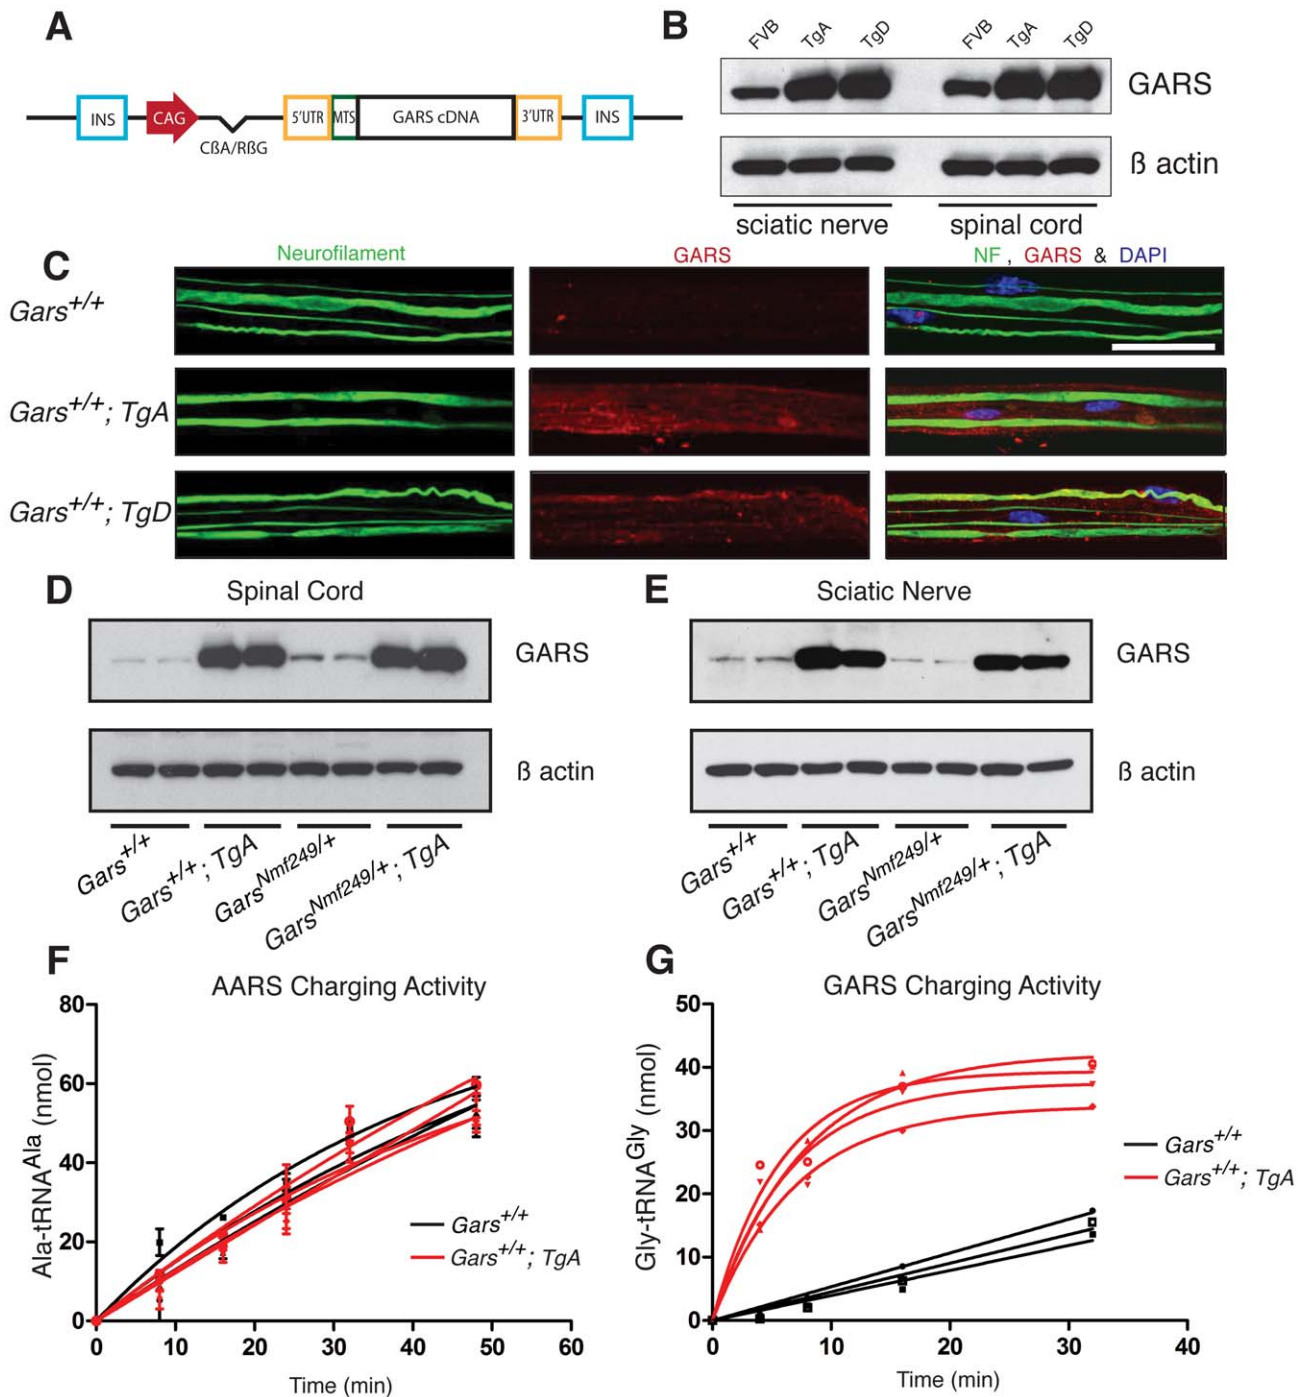 A
INS CAG CßA/RßG 5'UTR MTS GARS cDNA 3'UTR INS
B
FVB TgA TgD FVB TgA TgD
GARS
ß actin
sciatic nerve spinal cord
C
Neurofilament GARS NF, GARS & DAPI
Gars+/+
Gars+/+; TgA
Gars+/+; TgD
D
Spinal Cord
GARS
ß actin
Gars+/+ Gars+/+; TgA GarsNmf249/+ GarsNmf249/+; TgA
E
Sciatic Nerve
GARS
ß actin
Gars+/+ Gars+/+; TgA GarsNmf249/+ GarsNmf249/+; TgA
F
AARS Charging Activity
Ala-tRNAAla (nmol)
80
60
40
20
0
0 10 20 30 40 50 60
Time (min)
Gars+/+
Gars+/+; TgA
G
GARS Charging Activity
Gly-tRNAGly (nmol)
50
40
30
20
10
0
0 10 20 30 40
Time (min)
Gars+/+
Gars+/+; TgA